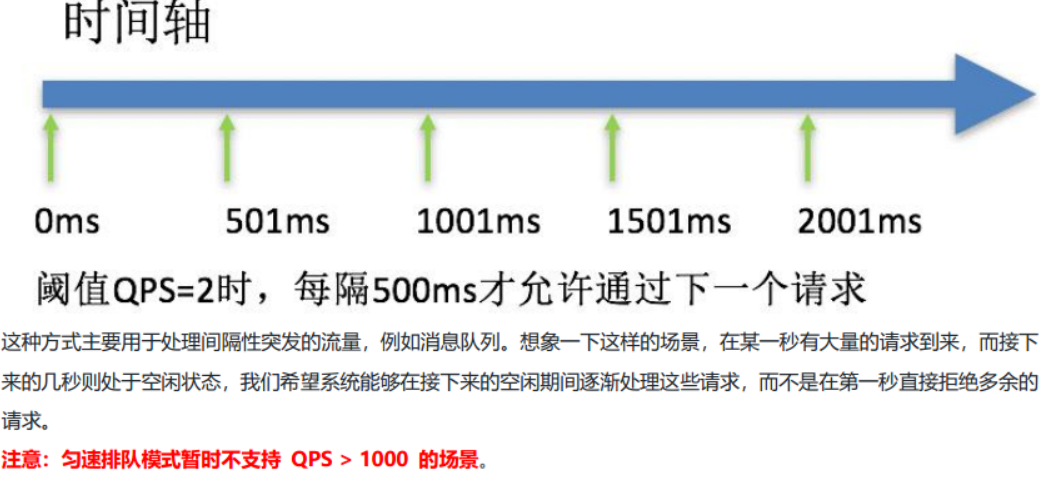 时间轴
0ms 501ms 1001ms 1501ms 2001ms
阈值QPS=2时，每隔500ms才允许通过下一个请求
这种方式主要用于处理间隔性突发的流量，例如消息队列。想象一下这样的场景，在某一秒有大量的请求到来，而接下
来的几秒则处于空闲状态，我们希望系统能够在接下来的空闲期间逐渐处理这些请求，而不是在第一秒直接拒绝多余的
请求。
注意：匀速排队模式暂时不支持 QPS > 1000 的场景。